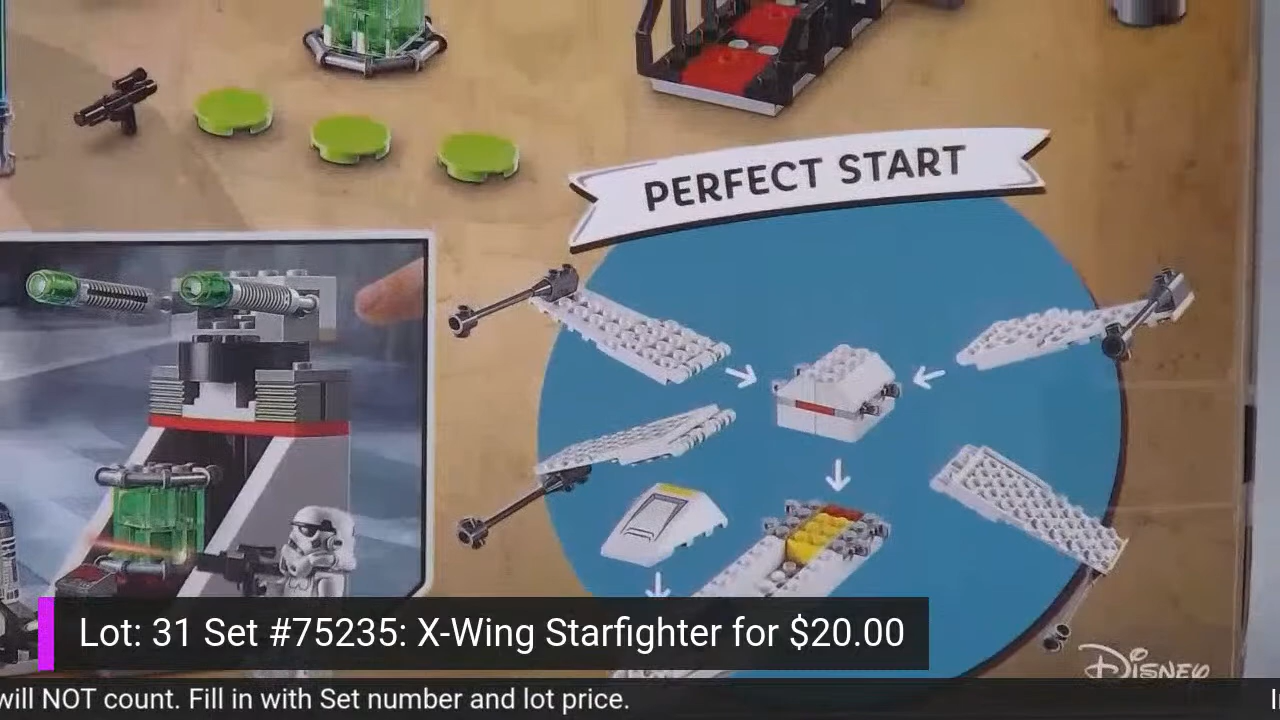 PERFECT START
Disney
Lot: 31 Set #75235: X-Wing Starfighter for $20.00
will NOT count. Fill in with Set number and lot price.